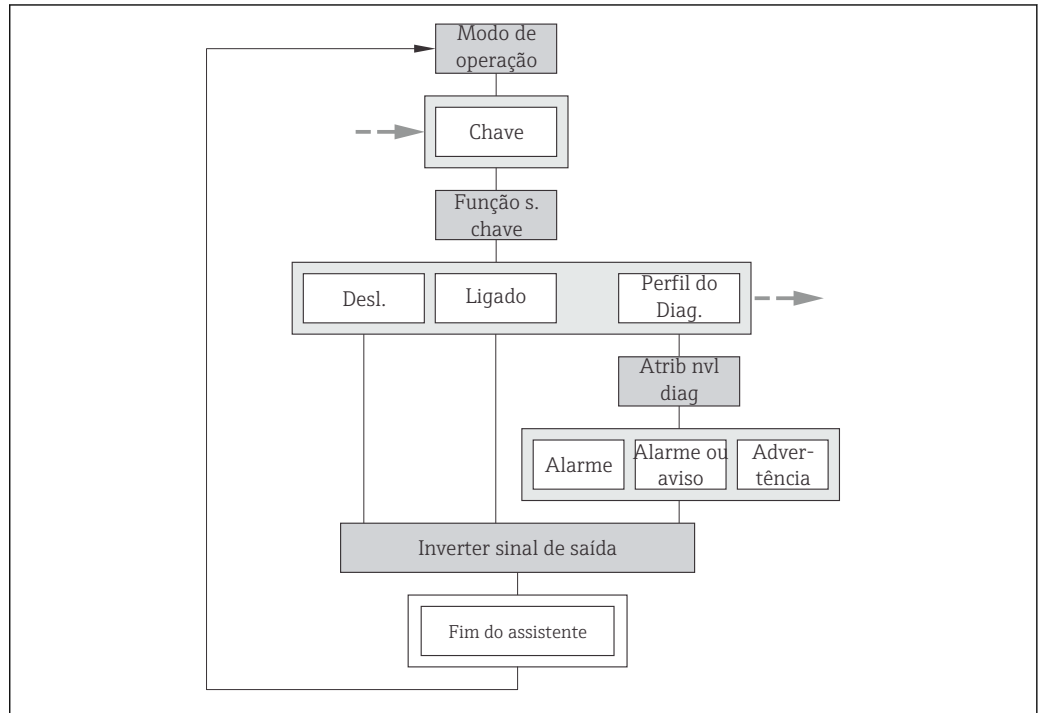 Modo de
operação
Chave
Função s.
chave
Desl.
Ligado
Perfil do
Diag.
Atrib nvl
diag
Alarme
Alarme ou
aviso
Adver-
tência
Inverter sinal de saída
Fim do assistente